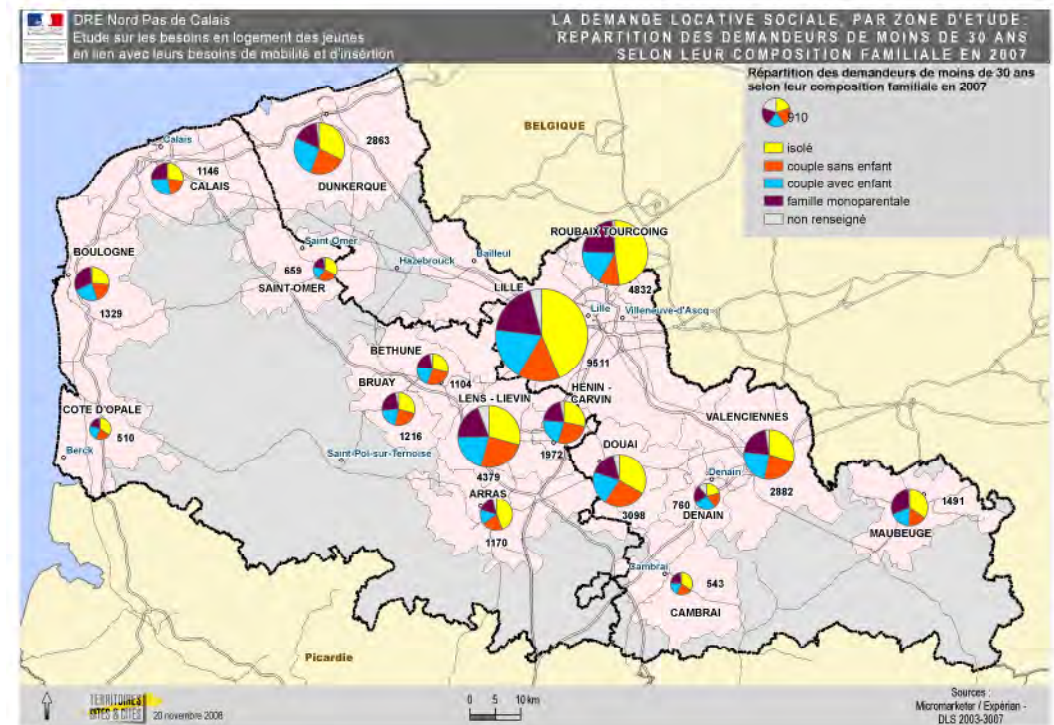 DRE Nord Pas de Calais
Etude sur les besoins en logement des jeunes
en lien avec leurs besoins de mobilité et d'insértion
LA DEMANDE LOCATIVE SOCIALE, PAR ZONE D'ETUDE:
REPARTITION DES DEMANDEURS DE MOINS DE 30 ANS
SELON LEUR COMPOSITION FAMILIALE EN 2007
Répartition des demandeurs de moins de 30 ans
selon leur composition familiale en 2007
910
isolé
couple sans enfant
couple avec enfant
famille monoparentale
non renseigné
BELGIQUE
Calais
1146
CALAIS
2863
DUNKERQUE
BOULOGNE
1329
Saint-Omer
659
SAINT-OMER
Hazebrouck
Bailleul
ROUBAIX TOURCOING
4832
LILLE
Lille
Villeneuve-d'Ascq
9511
BETHUNE
1104
BRUAY
1216
LENS - LIEVIN
4379
HENIN -
CARVIN
1972
COTE D'OPALE
510
Berck
Saint-Pol-sur-Ternoise
ARRAS
1170
DOUAI
3098
VALENCIENNES
2882
Denain
760
DENAIN
1491
MAUBEUGE
Cambrai
543
CAMBRAI
Picardie
TERRITOIRES
SITES & CITES
20 novembre 2008
0 5 10 km
Sources :
Micromarketer / Expérian -
DLS 2003-3007